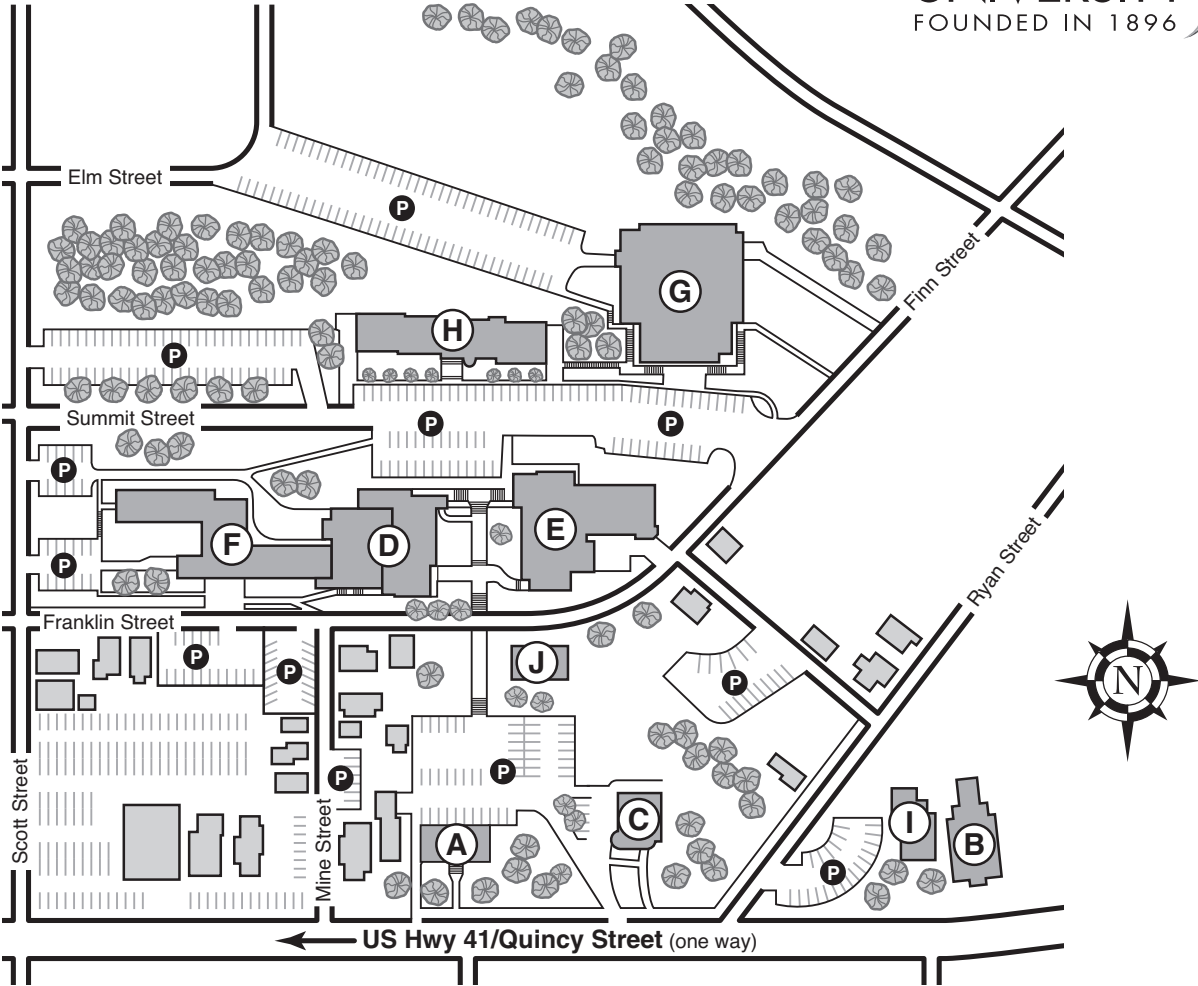 FOUNDED IN 1896
Elm Street
P
G
Finn Street
H
P
Summit Street
P
P
P
F
D
E
P
Ryan Street
Franklin Street
P
P
J
P
N
P
P
Scott Street
Mine Street
A
C
I
B
P
US Hwy 41/Quincy Street (one way)